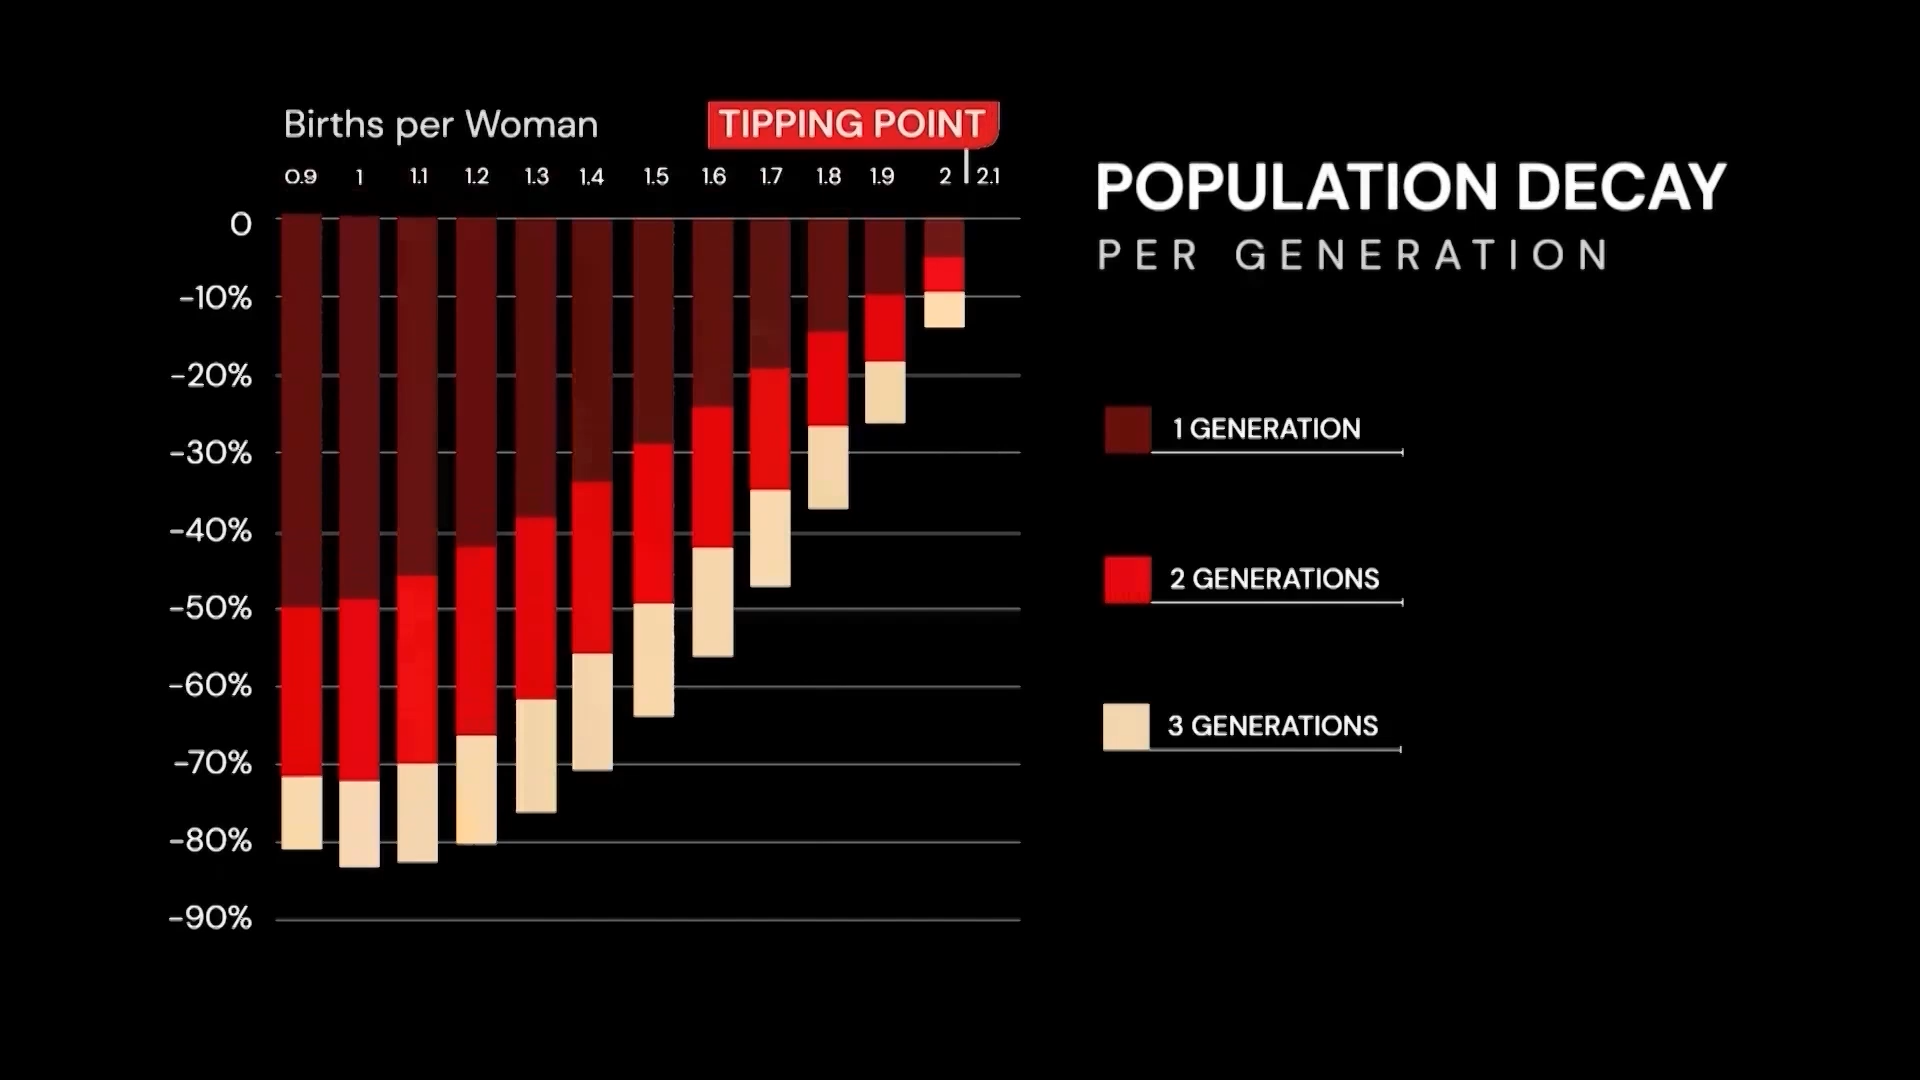 Births per Woman
TIPPING POINT
0.9 1 1.1 1.2 1.3 1.4 1.5 1.6 1.7 1.8 1.9 2 2.1
0
-10%
-20%
-30%
-40%
-50%
-60%
-70%
-80%
-90%
POPULATION DECAY
PER GENERATION
1 GENERATION
2 GENERATIONS
3 GENERATIONS